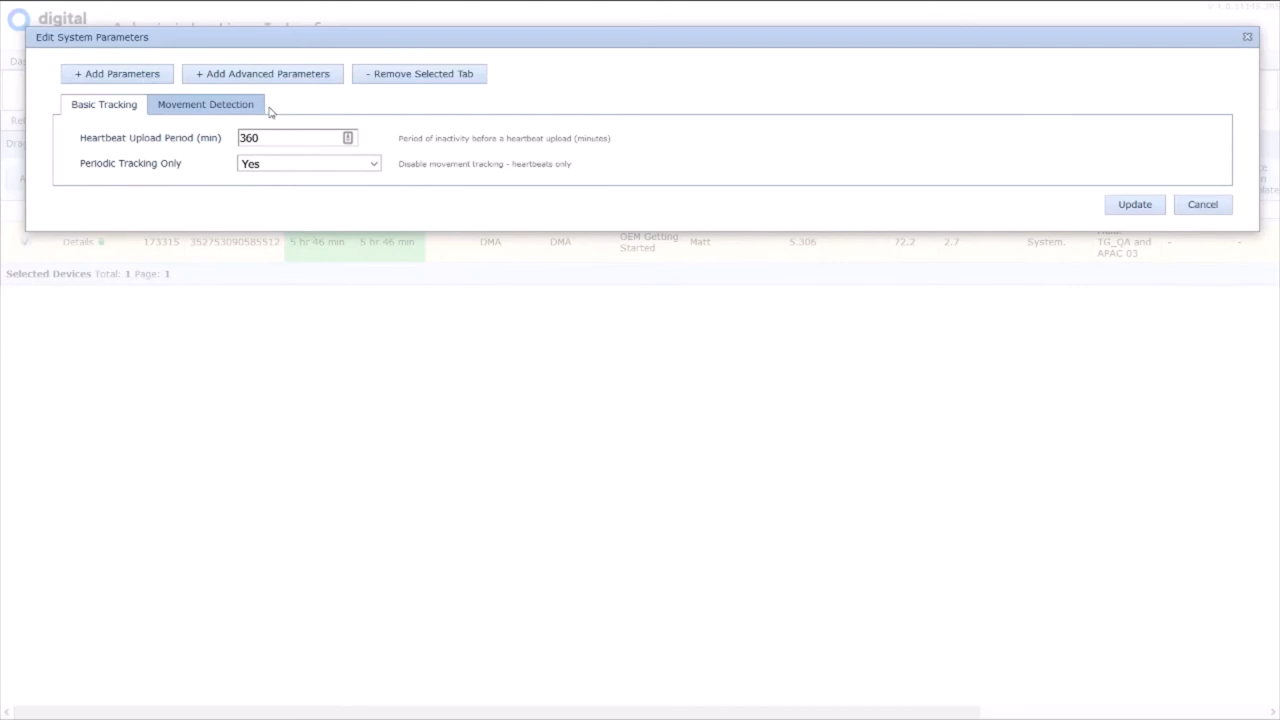 digital
Edit System Parameters
+ Add Parameters
+ Add Advanced Parameters
- Remove Selected Tab
Basic Tracking
Movement Detection
Heartbeat Upload Period (min)
360
Period of inactivity before a heartbeat upload (minutes)
Periodic Tracking Only
Yes
Disable movement tracking - heartbeats only
Update
Cancel
Details
173315
352753090585512
5 hr 46 min
5 hr 46 min
DMA
DMA
OEM Getting
Started
Matt
5.306
72.2
2.7
System,
TG_QA and
APAC 03
-
-
Selected Devices Total: 1 Page: 1